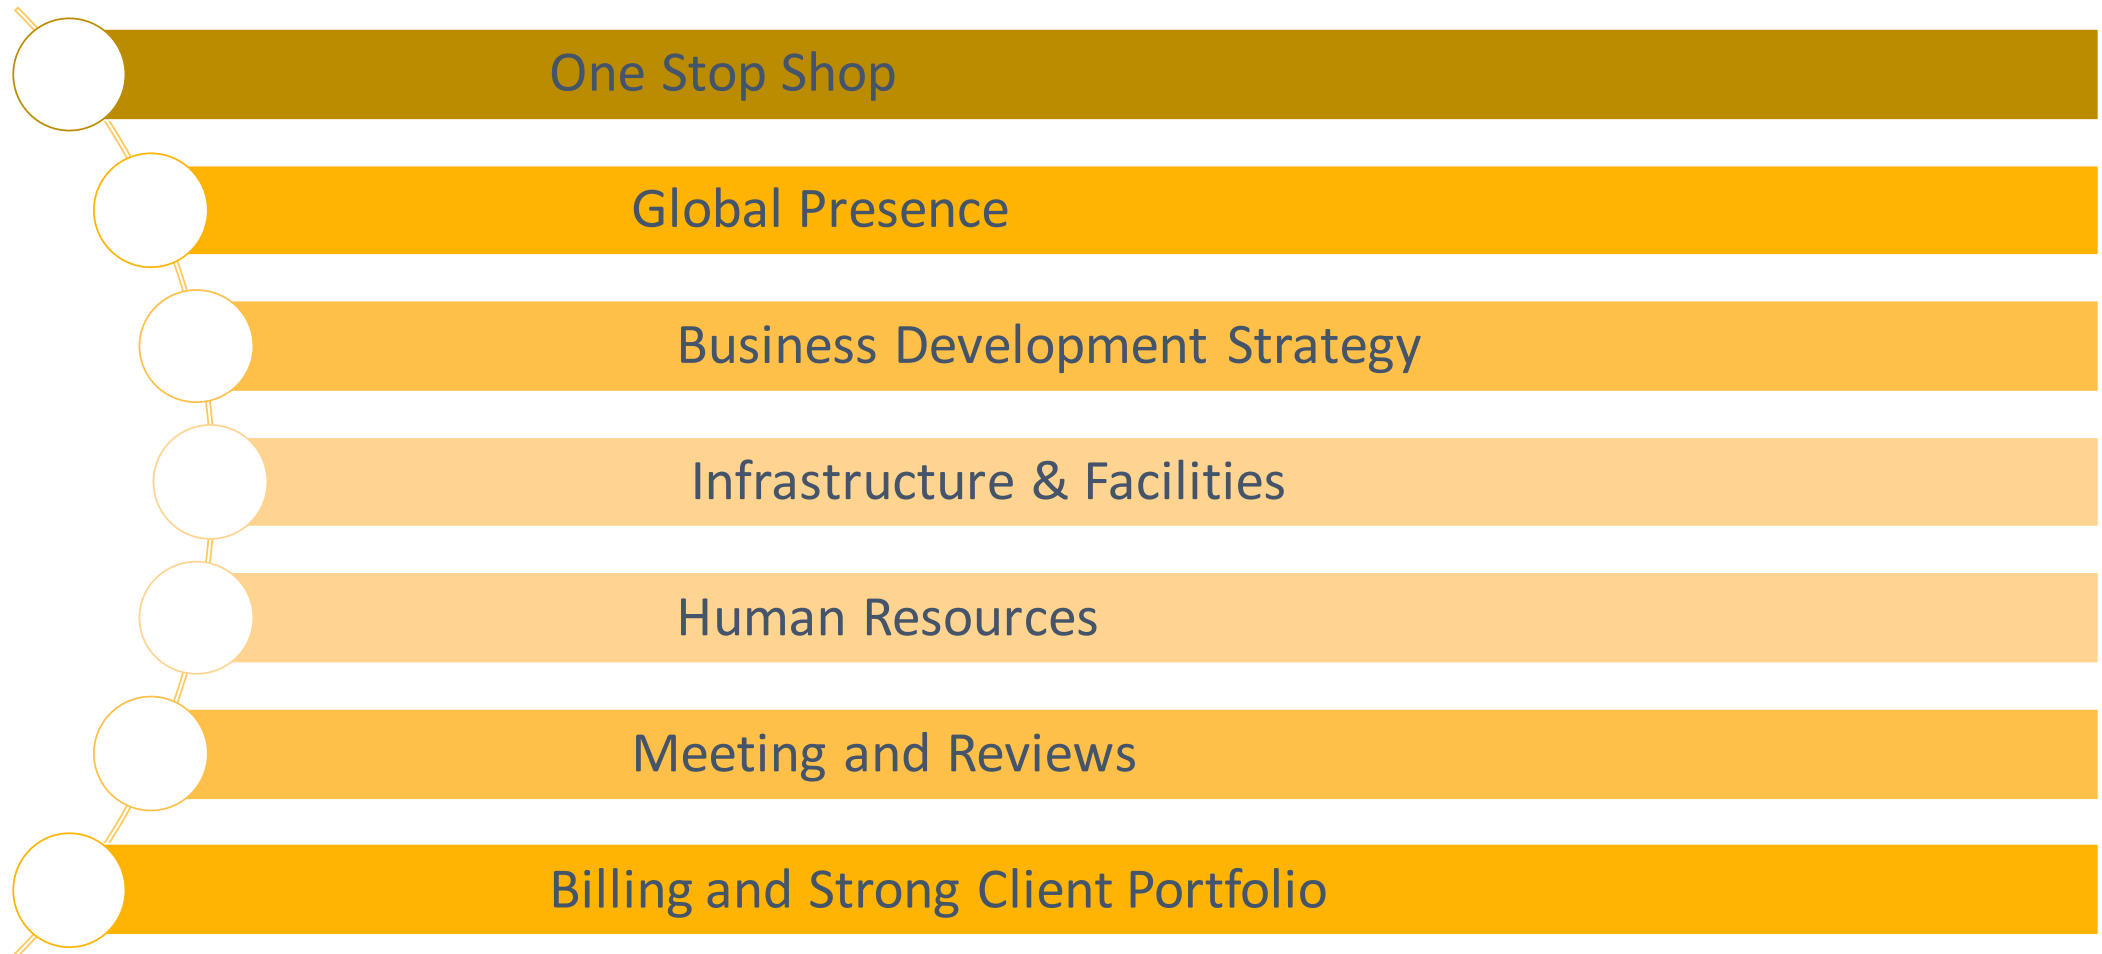 One Stop Shop
Global Presence
Business Development Strategy
Infrastructure & Facilities
Human Resources
Meeting and Reviews
Billing and Strong Client Portfolio